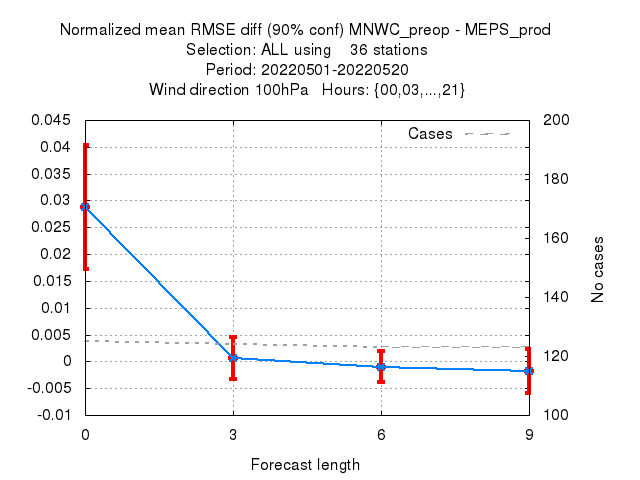 Normalized mean RMSE diff (90% conf) MNWC_preop - MEPS_prod
Selection: ALL using 36 stations
Period: 20220501-20220520
Wind direction 100hPa Hours: {00,03,...,21}
Cases
0.045
0.04
0.035
0.03
0.025
0.02
0.015
0.01
0.005
0
-0.005
-0.01
200
180
160
140
120
100
No cases
0 3 6 9
Forecast length